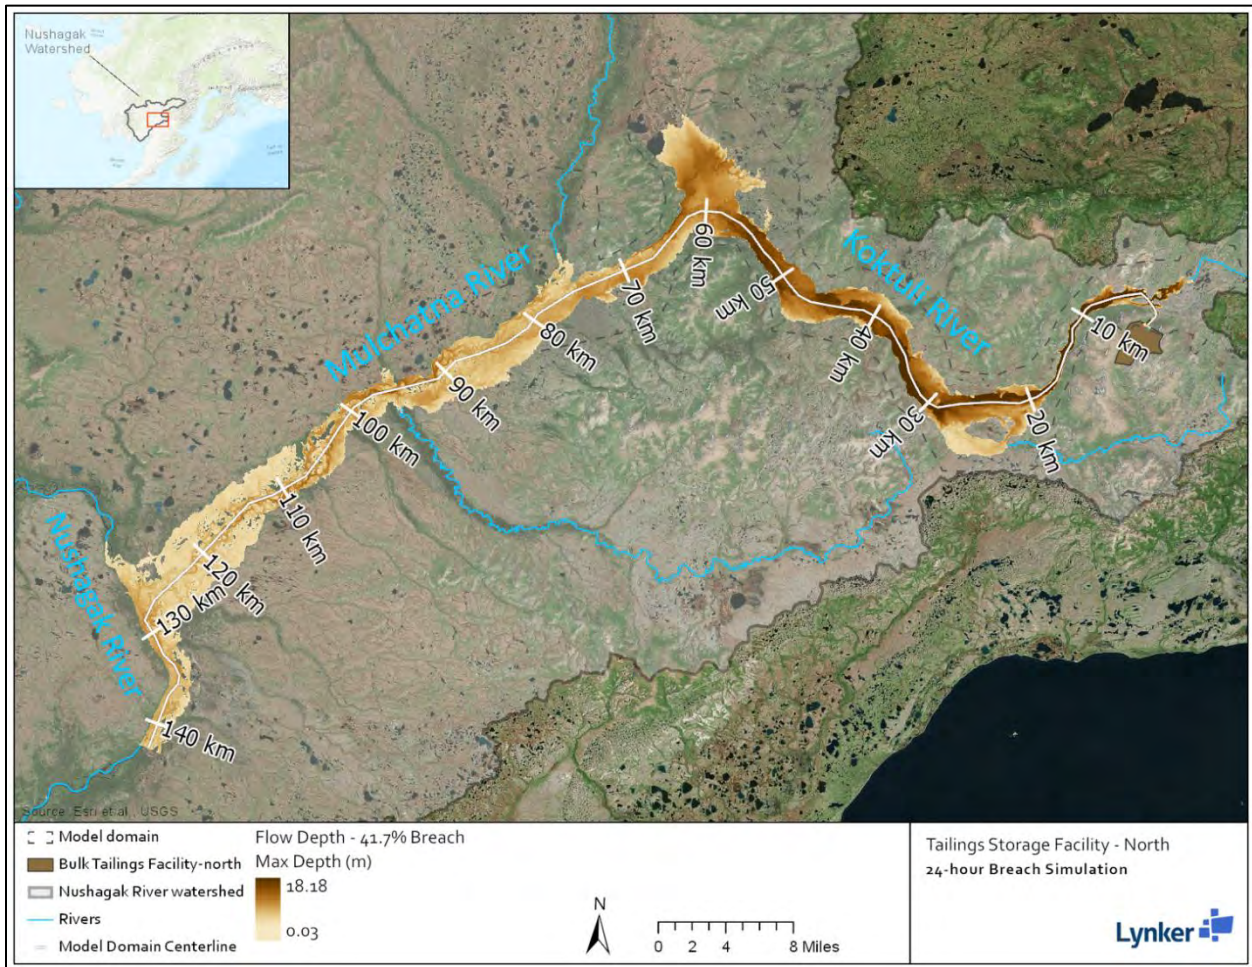 Nushagak
Watershed
Mulchatna River
Koktuli River
Nushagak River
10 km
20 km
30 km
40 km
50 km
60 km
70 km
80 km
90 km
100 km
110 km
120 km
130 km
140 km
Source: Esri et al., USGS
Model domain
Bulk Tailings Facility-north
Nushagak River watershed
Rivers
Model Domain Centerline
Flow Depth - 41.7% Breach
Max Depth (m)
18.18
0.03
N
0 2 4 8 Miles
Tailings Storage Facility - North
24-hour Breach Simulation
Lynker